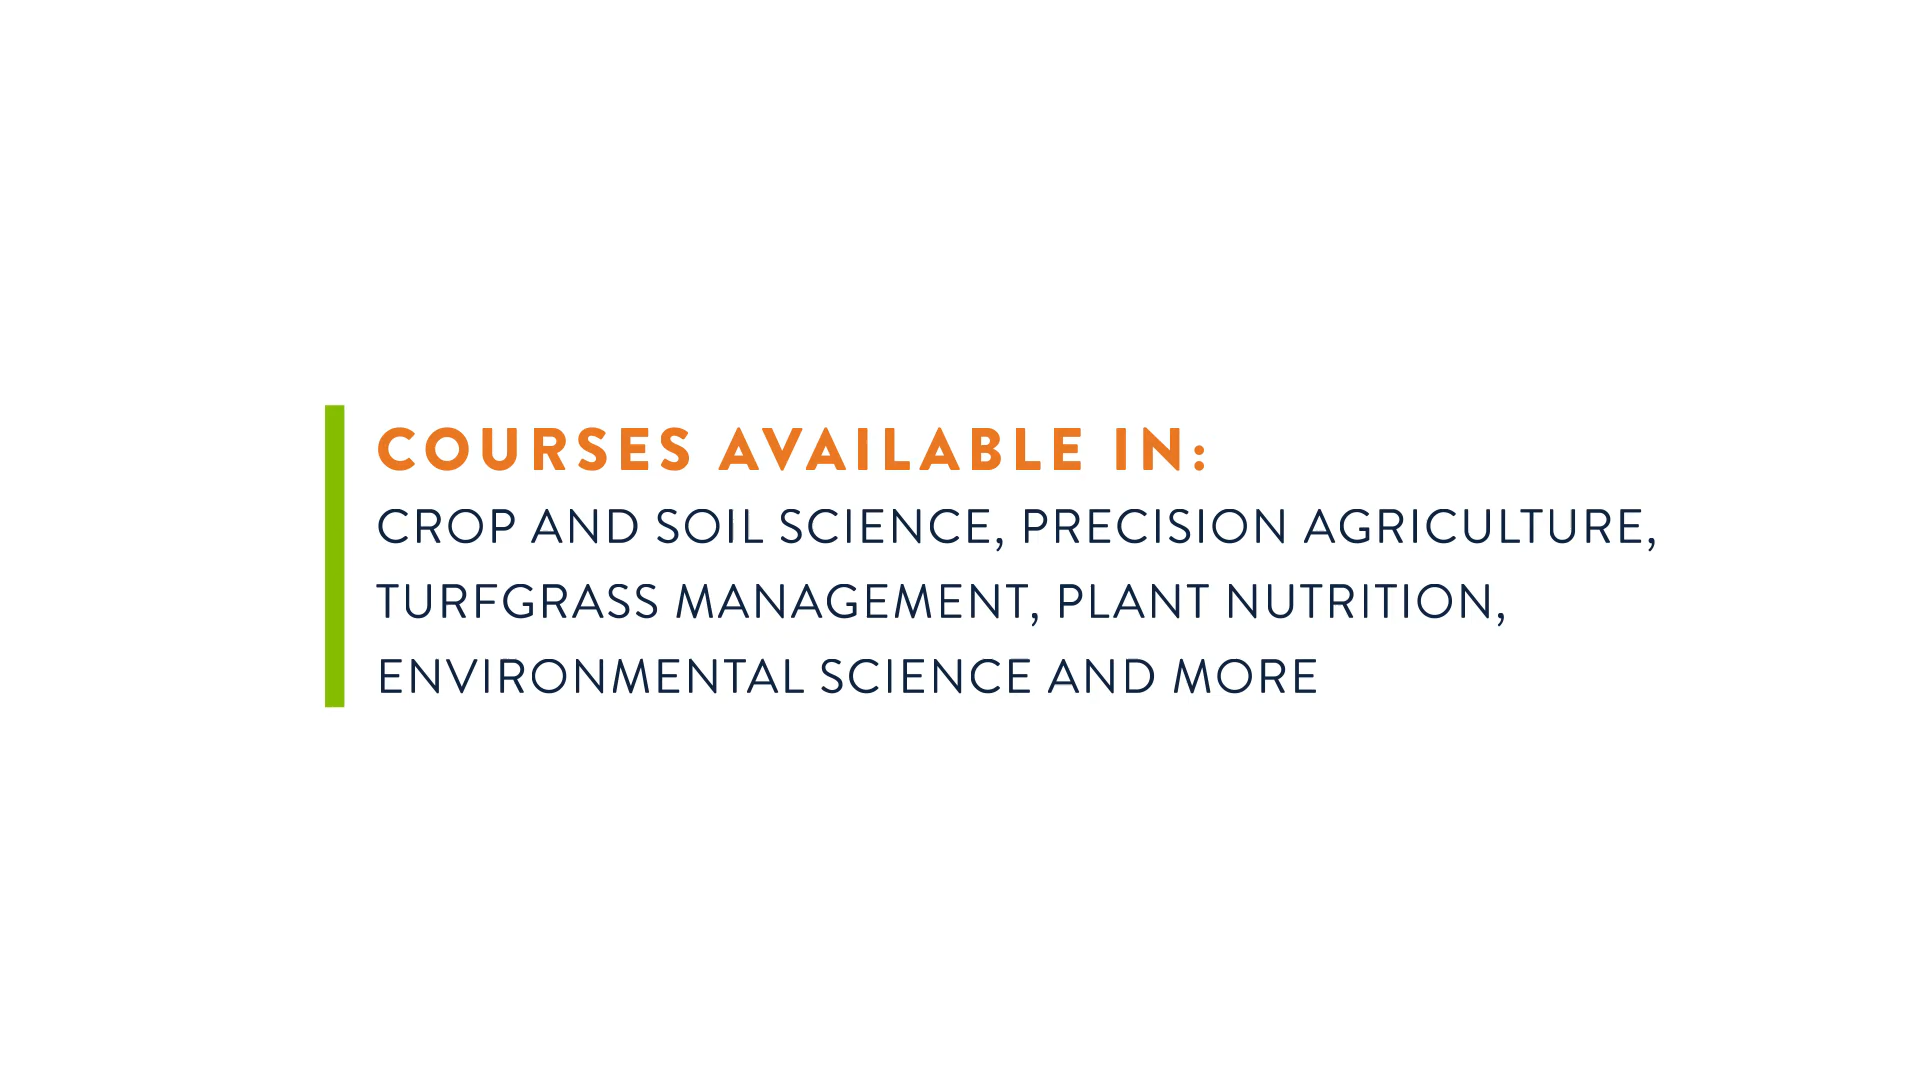 COURSES AVAILABLE IN:
CROP AND SOIL SCIENCE, PRECISION AGRICULTURE,
TURFGRASS MANAGEMENT, PLANT NUTRITION,
ENVIRONMENTAL SCIENCE AND MORE